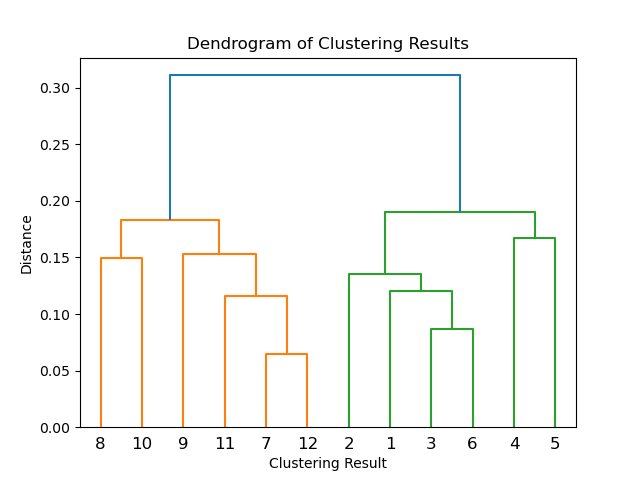 Dendrogram of Clustering Results
0.30
0.25
0.20
0.15
0.10
0.05
0.00
Distance
8 10 9 11 7 12 2 1 3 6 4 5
Clustering Result